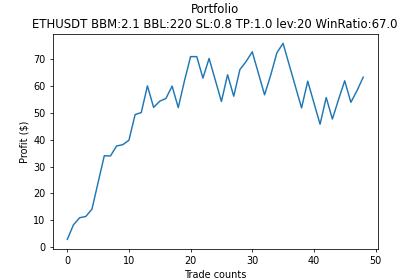 Portfolio
ETHUSDT BBM:2.1 BBL:220 SL:0.8 TP:1.0 lev:20 WinRatio:67.0
Profit ($)
70
60
50
40
30
20
10
0
0 10 20 30 40 50
Trade counts